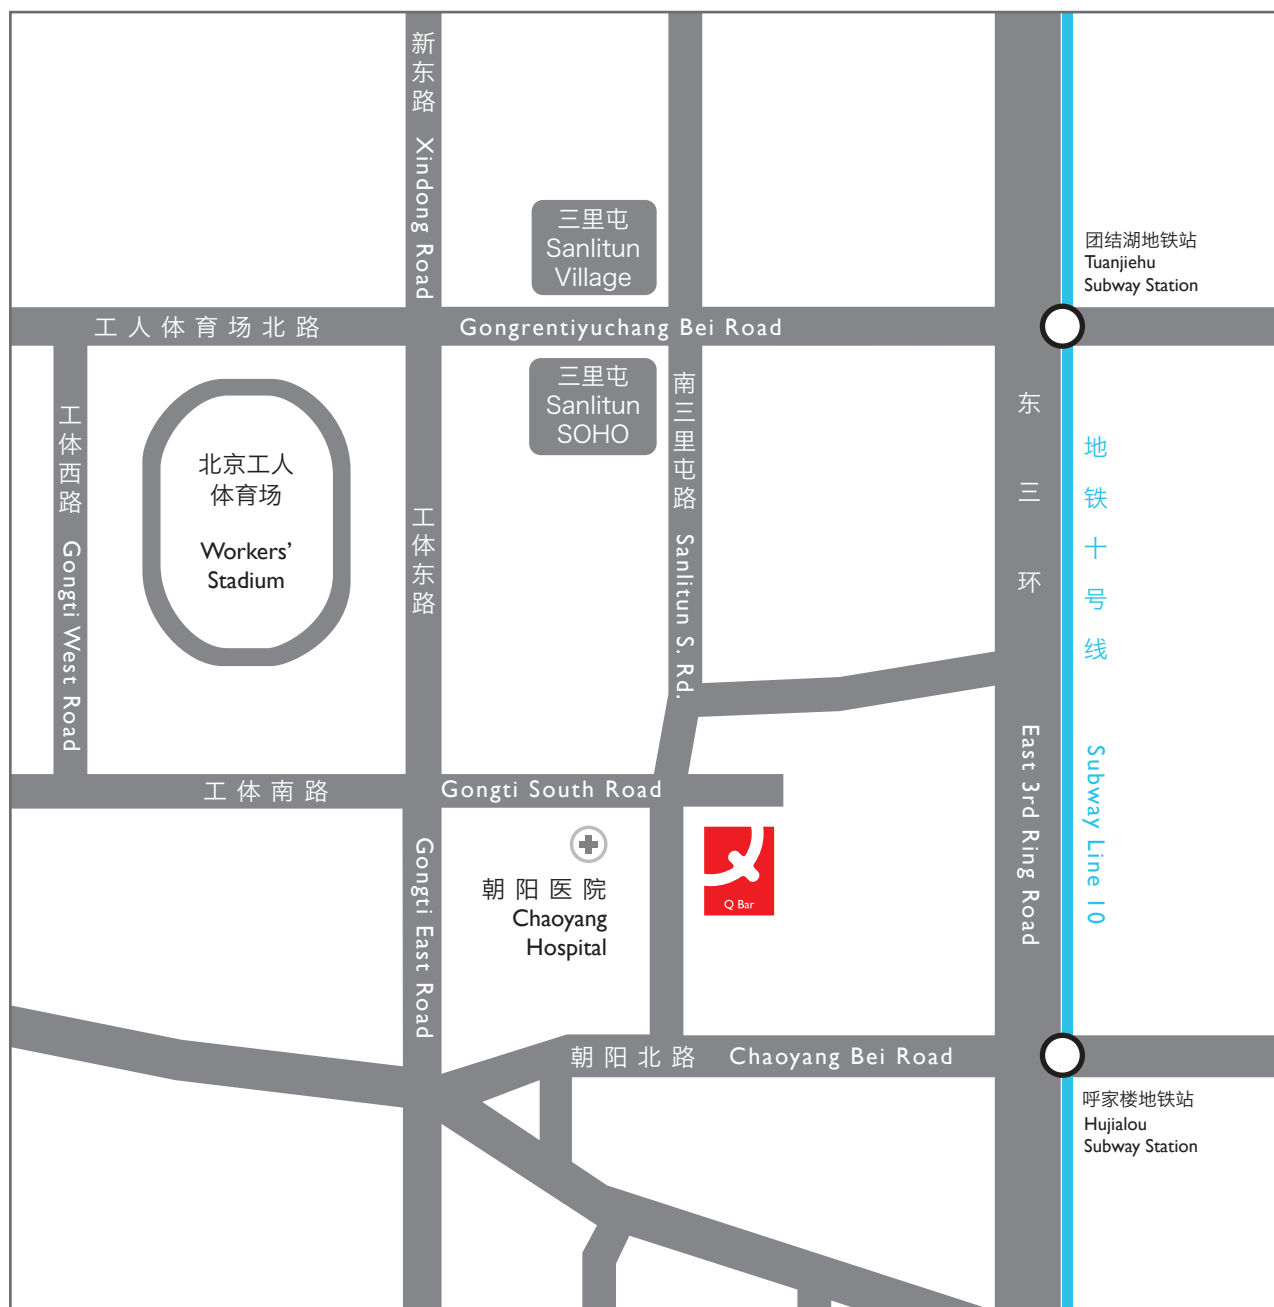 新东路 Xindong Road
三里屯
Sanlitun
Village
团结湖地铁站
Tuanjiehu
Subway Station
工人体育场北路 Gongrentiyuchang Bei Road
三里屯
Sanlitun
SOHO
工体西路 Gongti West Road
北京工人
体育场
Workers’
Stadium
工体东路
Gongti East Road
南三里屯路 Sanlitun S. Rd.
东三环
East 3rd Ring Road
地铁十号线
Subway Line 10
工体南路 Gongti South Road
朝阳医院
Chaoyang
Hospital
Q Bar
朝阳北路 Chaoyang Bei Road
呼家楼地铁站
Hujialou
Subway Station